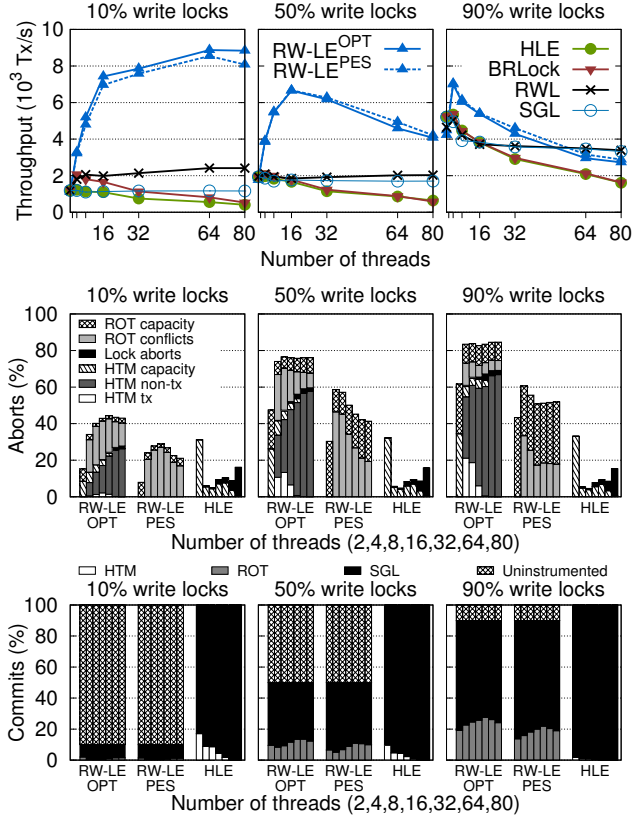 10% write locks 50% write locks 90% write locks
Throughput (10³ Tx/s)
10
8
6
4
2
0
RW-LE^OPT
RW-LE^PES
HLE
BRLock
RWL
SGL
16 32 64 80 16 32 64 80 16 32 64 80
Number of threads
10% write locks 50% write locks 90% write locks
Aborts (%)
100
80
60
40
20
0
ROT capacity
ROT conflicts
Lock aborts
HTM capacity
HTM non-tx
HTM tx
RW-LE RW-LE HLE RW-LE RW-LE HLE RW-LE RW-LE HLE
OPT PES OPT PES OPT PES
Number of threads (2,4,8,16,32,64,80)
HTM ROT SGL Uninstrumented
10% write locks 50% write locks 90% write locks
Commits (%)
100
80
60
40
20
0
RW-LE RW-LE HLE RW-LE RW-LE HLE RW-LE RW-LE HLE
OPT PES OPT PES OPT PES
Number of threads (2,4,8,16,32,64,80)